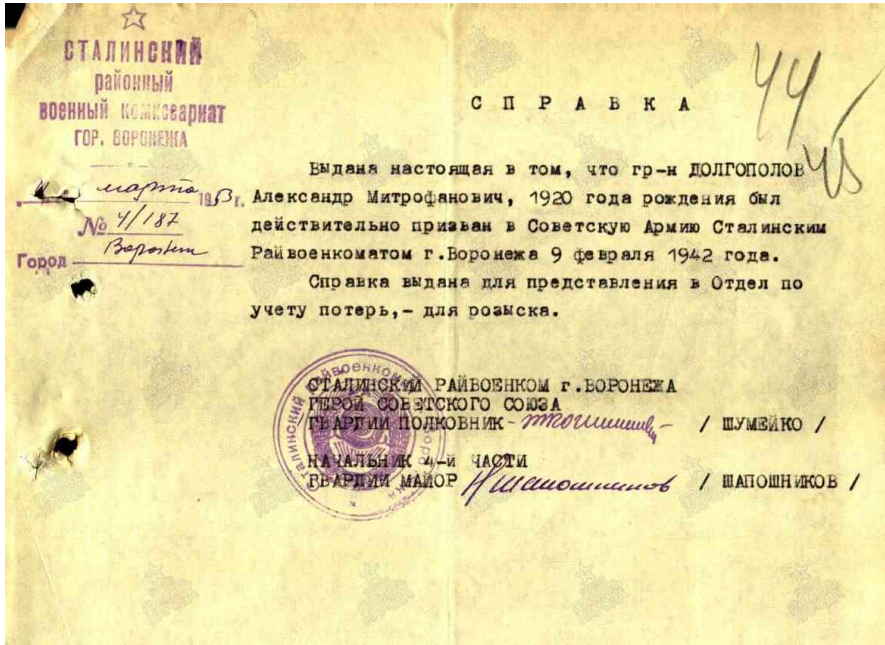 СТАЛИНСКИЙ
районный
военный комиссариат
ГОР. ВОРОНЕЖА
марта 1953 г.
№ 4/187
Город Воронеж
44
45
СПРАВКА
Выдана настоящая в том, что гр-н ДОЛГОПОЛОВ
Александр Митрофанович, 1920 года рождения был
действительно призван в Советскую Армию Сталинским
Райвоенкоматом г.Воронежа 9 февраля 1942 года.
Справка выдана для представления в Отдел по
учету потерь,- для розыска.
СТАЛИНСКИЙ РАЙВОЕНКОМ г.ВОРОНЕЖА
ГЕРОЙ СОВЕТСКОГО СОЮЗА
ГВАРДИИ ПОЛКОВНИК - / ШУМЕЙКО /
НАЧАЛЬНИК 4-й ЧАСТИ
ГВАРДИИ МАЙОР Шапошников / ШАПОШНИКОВ /